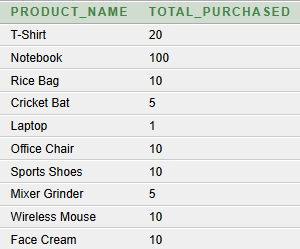 PRODUCT_NAME TOTAL_PURCHASED
T-Shirt 20
Notebook 100
Rice Bag 10
Cricket Bat 5
Laptop 1
Office Chair 10
Sports Shoes 10
Mixer Grinder 5
Wireless Mouse 10
Face Cream 10